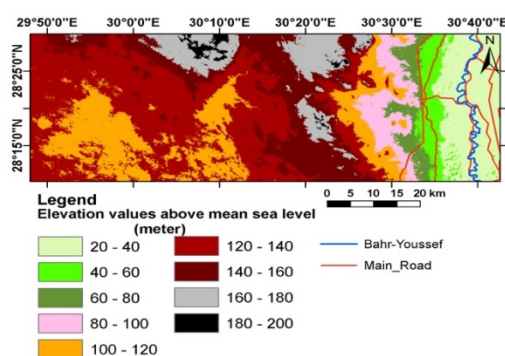 29°50'0"E 30°00'0"E 30°10'0"E 30°20'0"E 30°30'0"E 30°40'0"E
N
28°25'0"N
28°15'0"N
0 5 10 15 20 km
Legend
Elevation values above mean sea level
(meter)
20 - 40
40 - 60
60 - 80
80 - 100
100 - 120
120 - 140
140 - 160
160 - 180
180 - 200
Bahr-Youssef
Main_Road